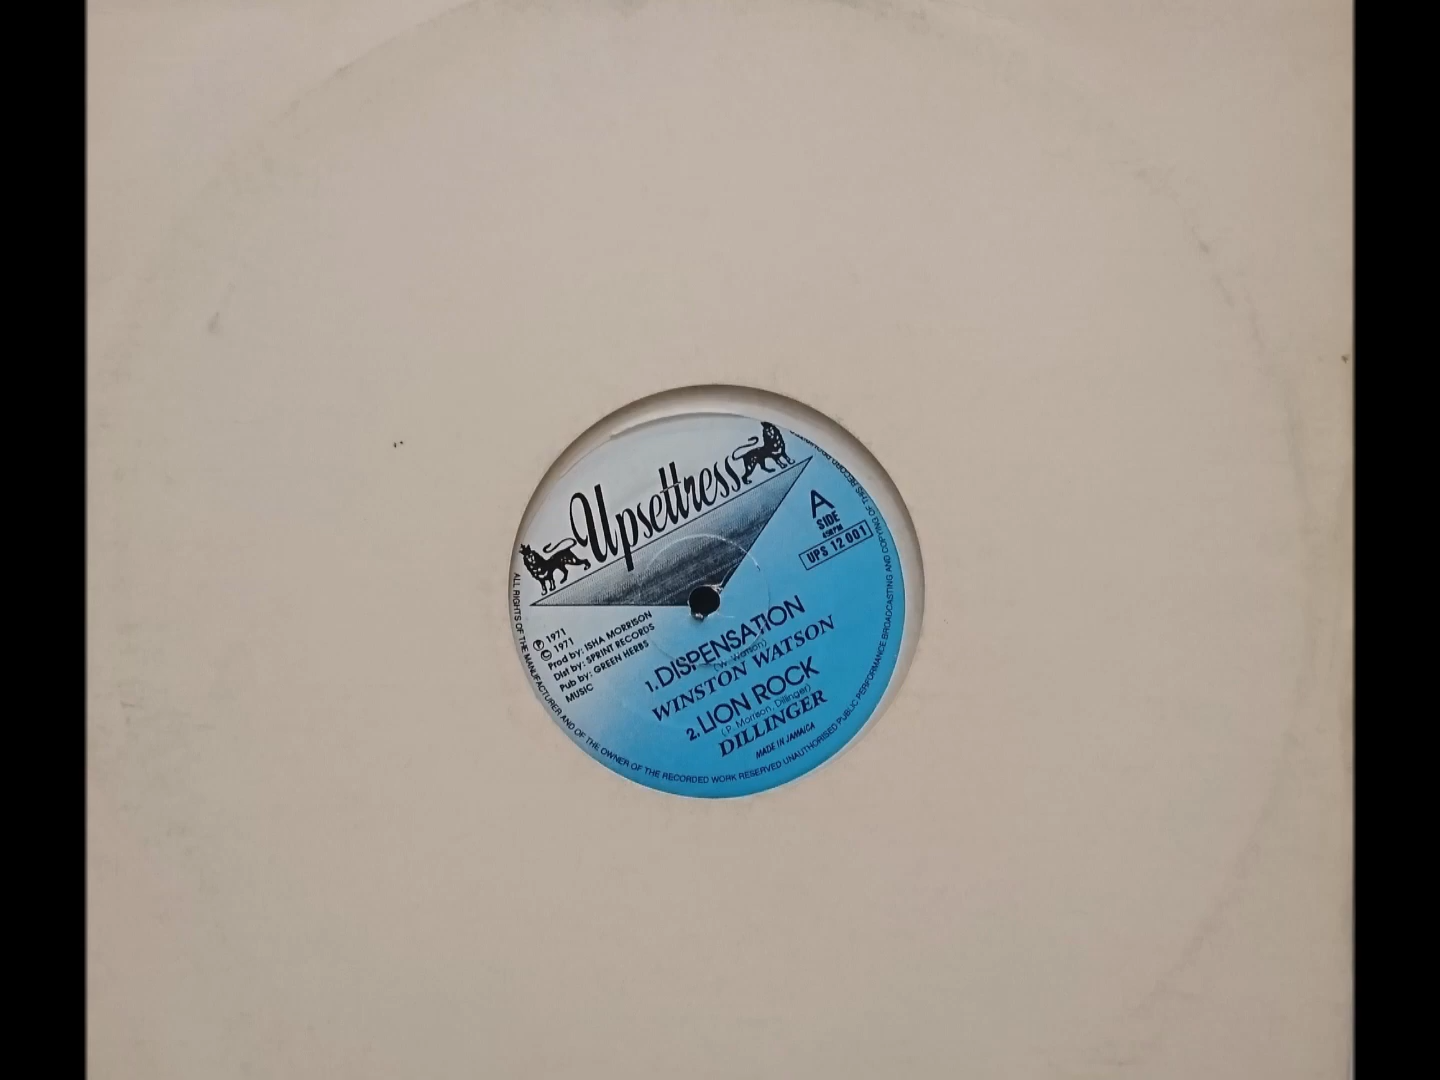 Upsettress
A
SIDE
45RPM
UPS 12 001
℗ 1971
© 1971
Prod by: ISHA MORRISON
Dist by: SPRINT RECORDS
Pub by: GREEN HERBS
MUSIC
1. DISPENSATION
(W. Watson)
WINSTON WATSON
2. LION ROCK
(P. Morrison, Dillinger)
DILLINGER
MADE IN JAMAICA
ALL RIGHTS OF THE MANUFACTURER AND OF THE OWNER OF THE RECORDED WORK RESERVED UNAUTHORISED PUBLIC PERFORMANCE BROADCASTING AND COPYING OF THIS RECORD